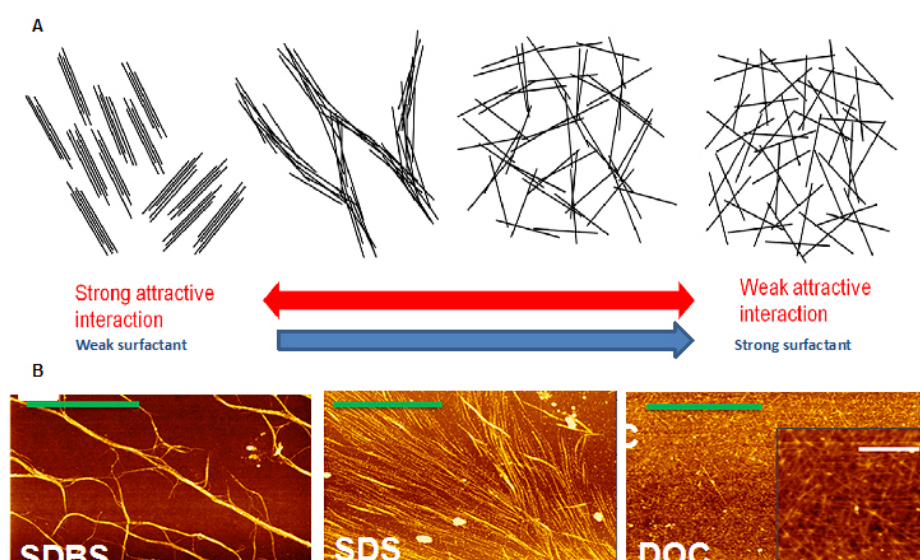 A
Strong attractive
interaction
Weak surfactant
Weak attractive
interaction
Strong surfactant
B
C
SDBS
SDS
DOC